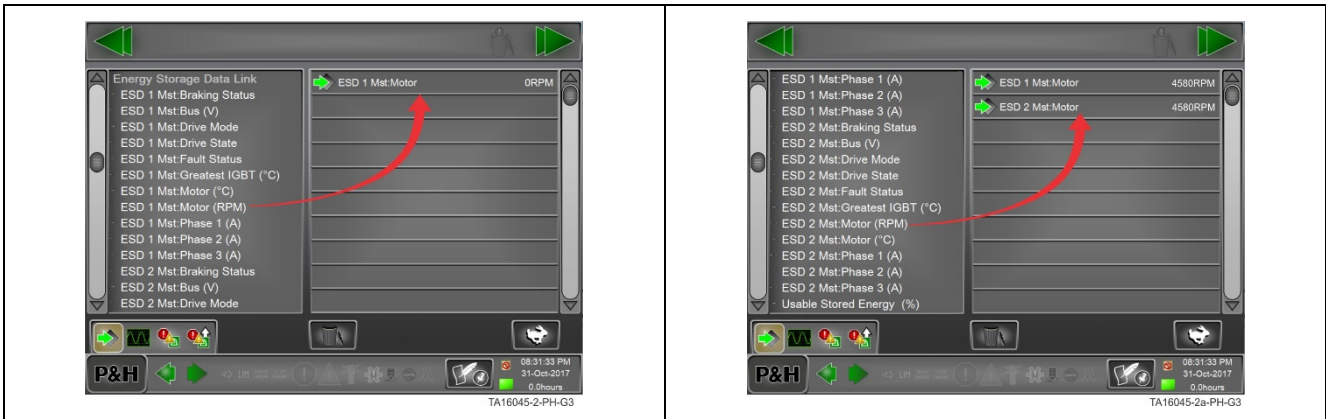 Energy Storage Data Link
ESD 1 Mst:Braking Status
ESD 1 Mst:Bus (V)
ESD 1 Mst:Drive Mode
ESD 1 Mst:Drive State
ESD 1 Mst:Fault Status
ESD 1 Mst:Greatest IGBT (°C)
ESD 1 Mst:Motor (°C)
ESD 1 Mst:Motor (RPM)
ESD 1 Mst:Phase 1 (A)
ESD 1 Mst:Phase 2 (A)
ESD 1 Mst:Phase 3 (A)
ESD 2 Mst:Braking Status
ESD 2 Mst:Bus (V)
ESD 2 Mst:Drive Mode
ESD 1 Mst:Motor 0RPM
P&H
LIM
08:31:33 PM
31-Oct-2017
0.0hours
TA16045-2-PH-G3
ESD 1 Mst:Phase 1 (A)
ESD 1 Mst:Phase 2 (A)
ESD 1 Mst:Phase 3 (A)
ESD 2 Mst:Braking Status
ESD 2 Mst:Bus (V)
ESD 2 Mst:Drive Mode
ESD 2 Mst:Drive State
ESD 2 Mst:Fault Status
ESD 2 Mst:Greatest IGBT (°C)
ESD 2 Mst:Motor (RPM)
ESD 2 Mst:Motor (°C)
ESD 2 Mst:Phase 1 (A)
ESD 2 Mst:Phase 2 (A)
ESD 2 Mst:Phase 3 (A)
Usable Stored Energy (%)
ESD 1 Mst:Motor 4580RPM
ESD 2 Mst:Motor 4580RPM
P&H
LIM
08:31:33 PM
31-Oct-2017
0.0hours
TA16045-2a-PH-G3